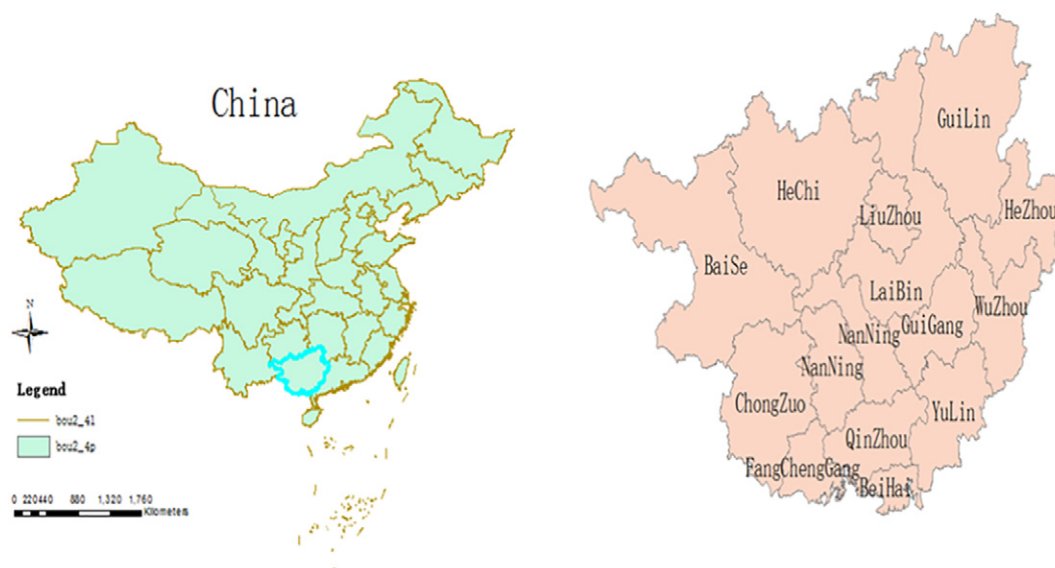 China
N
Legend
bou2_4l
bou2_4p
0 220440 880 1,320 1,760
Kilometers
GuiLin
HeChi
LiuZhou
HeZhou
BaiSe
LaiBin
WuZhou
NanNing
GuiGang
NanNing
ChongZuo
YuLin
QinZhou
FangChengGang
BeiHai